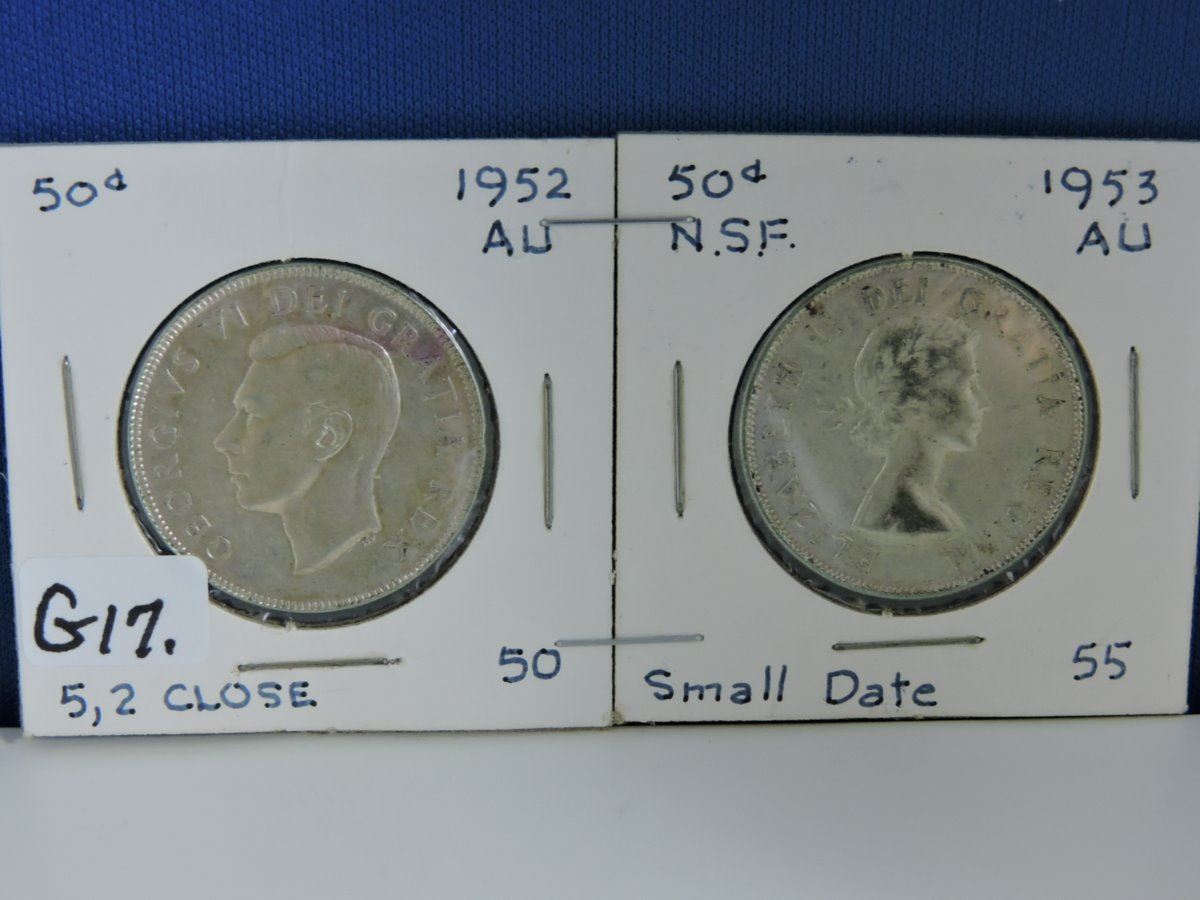 50¢ 1952
AU
GEORGIVS VI DEI GRATIA REX
G17.
50
5,2 CLOSE
50¢ 1953
N.S.F. AU
ELIZABETH II DEI GRATIA REGINA
55
Small Date